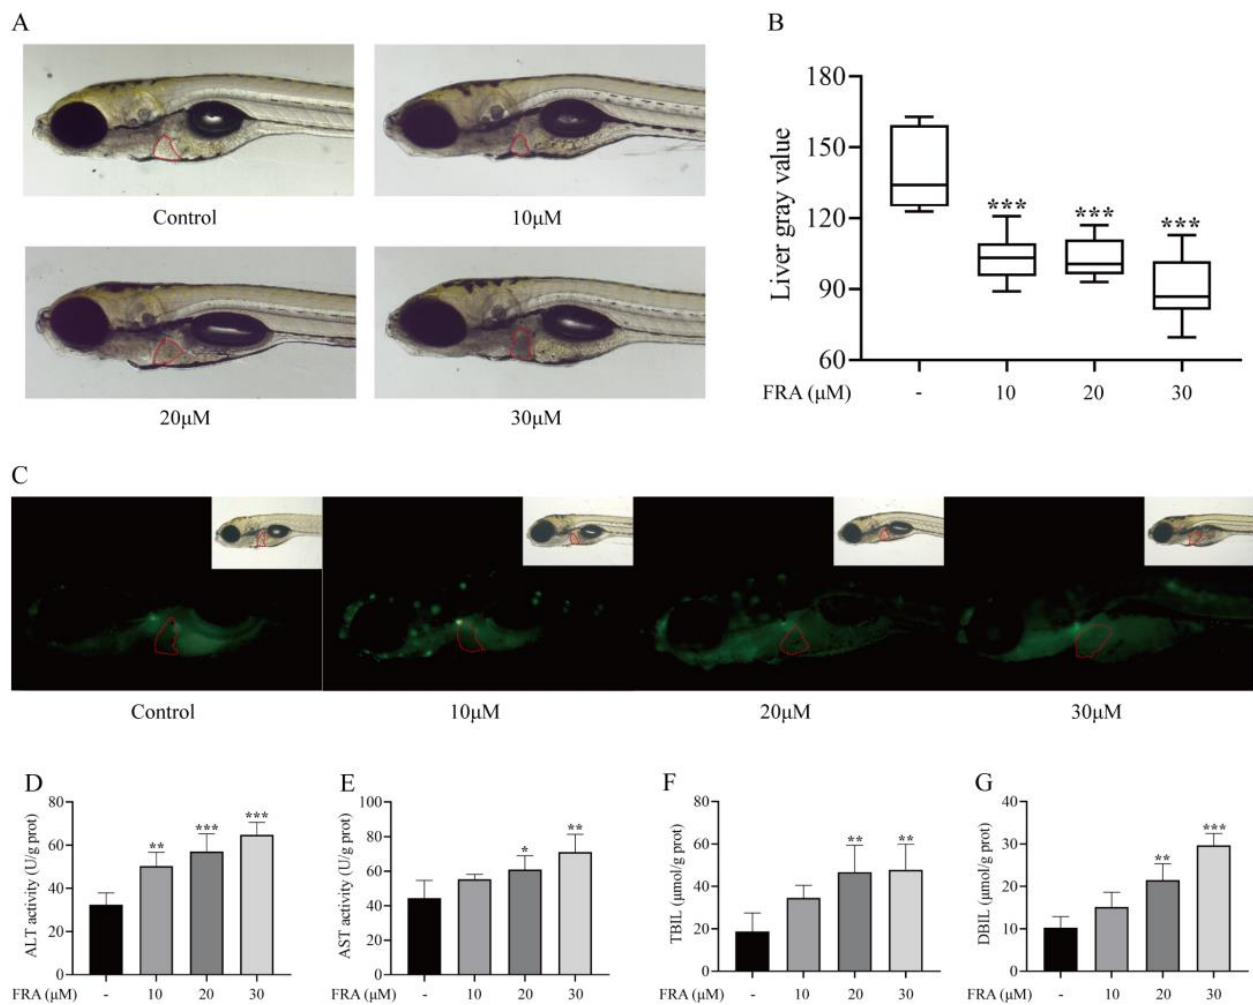 A
Control
10μM
20μM
30μM
B
Liver gray value
180
150
120
90
60
***
***
***
FRA (μM)
-
10
20
30
C
Control
10μM
20μM
30μM
D
ALT activity (U/g prot)
80
60
40
20
0
**
***
***
FRA (μM)
-
10
20
30
E
AST activity (U/g prot)
100
80
60
40
20
0
*
**
FRA (μM)
-
10
20
30
F
TBIL (μmol/g prot)
80
60
40
20
0
**
**
FRA (μM)
-
10
20
30
G
DBIL (μmol/g prot)
40
30
20
10
0
**
***
FRA (μM)
-
10
20
30